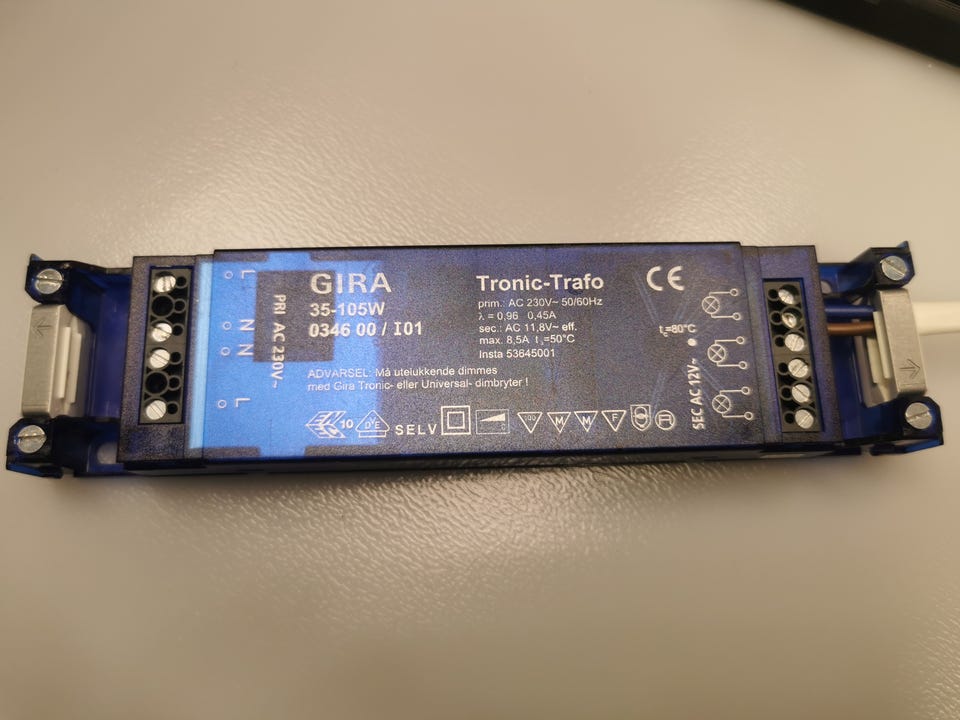 L
N
N
L
PRI AC 230V~
GIRA
35-105W
0346 00 / I01
ADVARSEL: Må utelukkende dimmes
med Gira Tronic- eller Universal- dimbryter !
Tronic-Trafo
prim.: AC 230V~ 50/60Hz
λ = 0,96 0,45A
sec.: AC 11,8V~ eff.
max. 8,5A tₐ=50°C
Insta 53645001
CE
t꜀=80°C
SEC AC 12V~
10
SELV
M
M
F